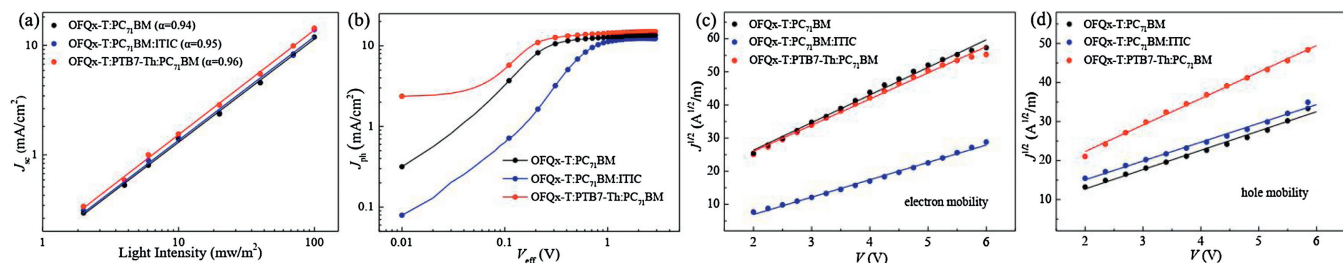 (a)
OFQx-T:PC₇₁BM (α=0.94)
OFQx-T:PC₇₁BM:ITIC (α=0.95)
OFQx-T:PTB7-Th:PC₇₁BM (α=0.96)
10
1
Jsc (mA/cm²)
1 10 100
Light Intensity (mw/m²)
(b)
10
1
0.1
Jph (mA/cm²)
OFQx-T:PC₇₁BM
OFQx-T:PC₇₁BM:ITIC
OFQx-T:PTB7-Th:PC₇₁BM
0.01 0.1 1
Veff (V)
(c)
OFQx-T:PC₇₁BM
OFQx-T:PC₇₁BM:ITIC
OFQx-T:PTB7-Th:PC₇₁BM
60
50
40
30
20
10
J^1/2 (A^1/2/m)
electron mobility
2 3 4 5 6
V (V)
(d)
OFQx-T:PC₇₁BM
OFQx-T:PC₇₁BM:ITIC
OFQx-T:PTB7-Th:PC₇₁BM
50
40
30
20
10
J^1/2 (A^1/2/m)
hole mobility
2 3 4 5 6
V (V)